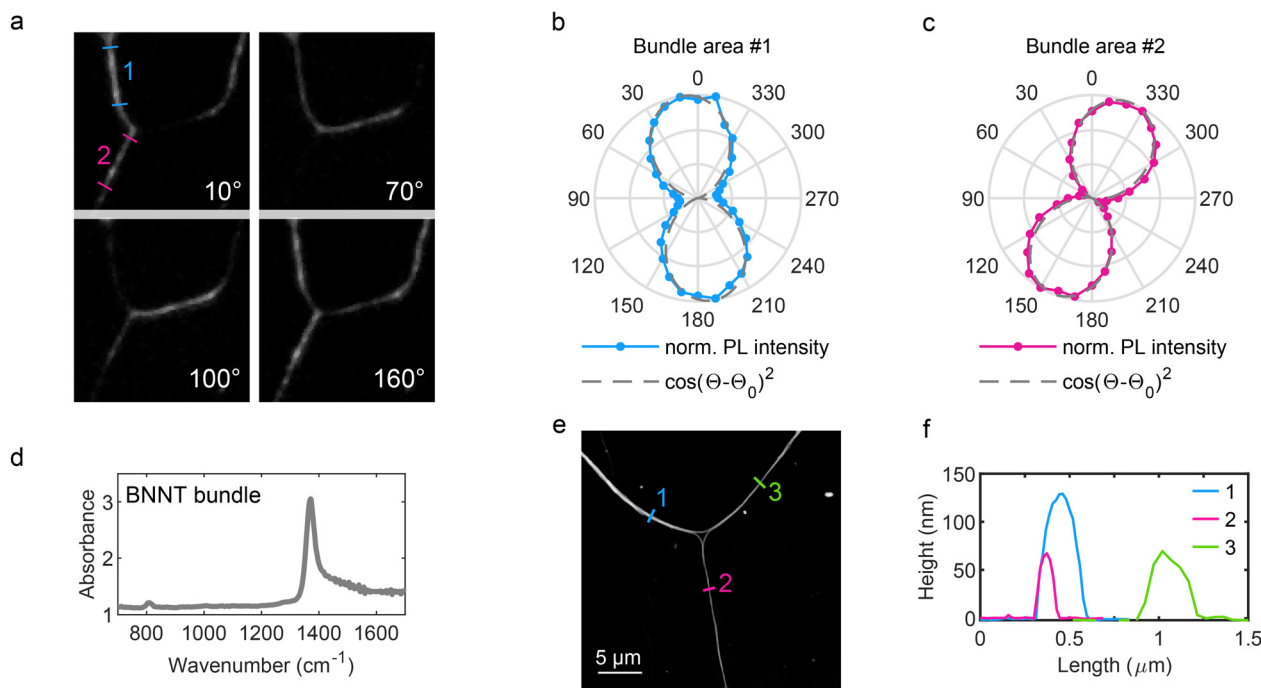 a
1
2
10°
70°
100°
160°
b
Bundle area #1
0
30
330
60
300
90
270
120
240
150
210
180
norm. PL intensity
cos(Θ-Θ₀)²
c
Bundle area #2
0
30
330
60
300
90
270
120
240
150
210
180
norm. PL intensity
cos(Θ-Θ₀)²
d
BNNT bundle
Absorbance
3
2
1
800 1000 1200 1400 1600
Wavenumber (cm⁻¹)
e
1
3
2
5 µm
f
Height (nm)
150
100
50
0
1
2
3
0 0.5 1 1.5
Length (μm)